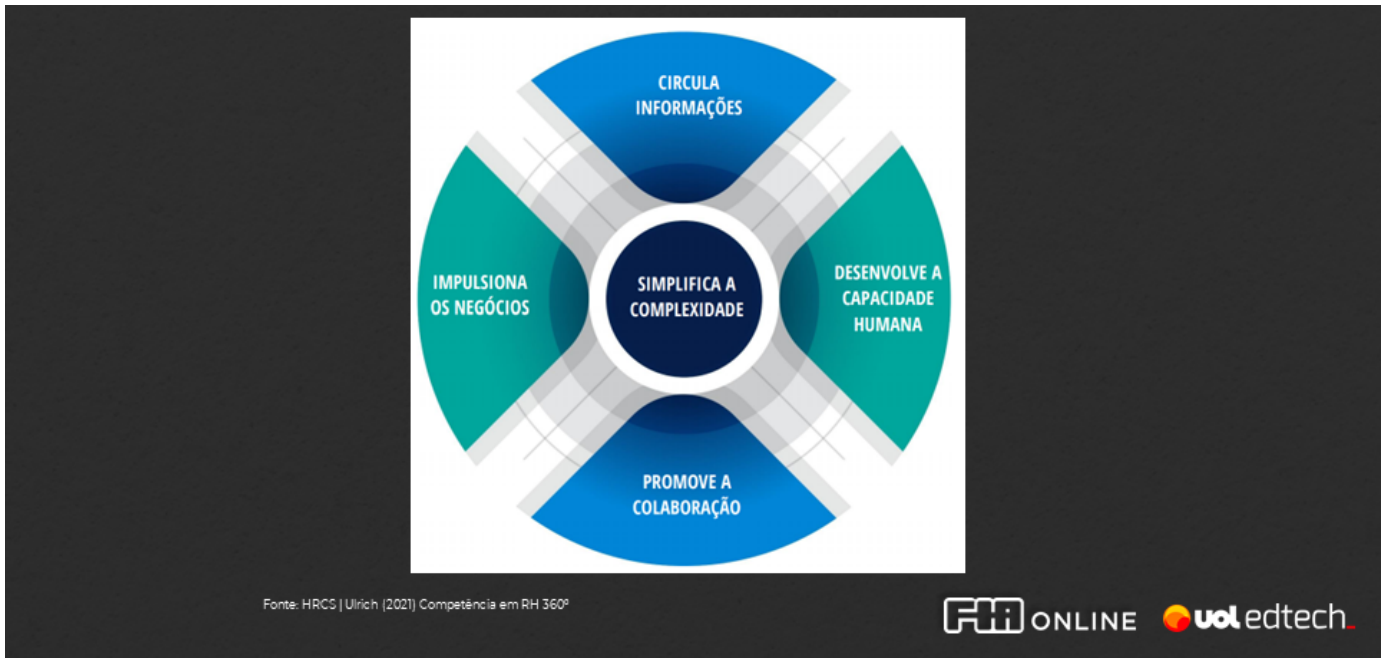 CIRCULA
INFORMAÇÕES
IMPULSIONA
OS NEGÓCIOS
SIMPLIFICA A
COMPLEXIDADE
DESENVOLVE A
CAPACIDADE
HUMANA
PROMOVE A
COLABORAÇÃO
Fonte: HRCS | Ulrich (2021) Competência em RH 360º
FIA ONLINE
uol edtech_